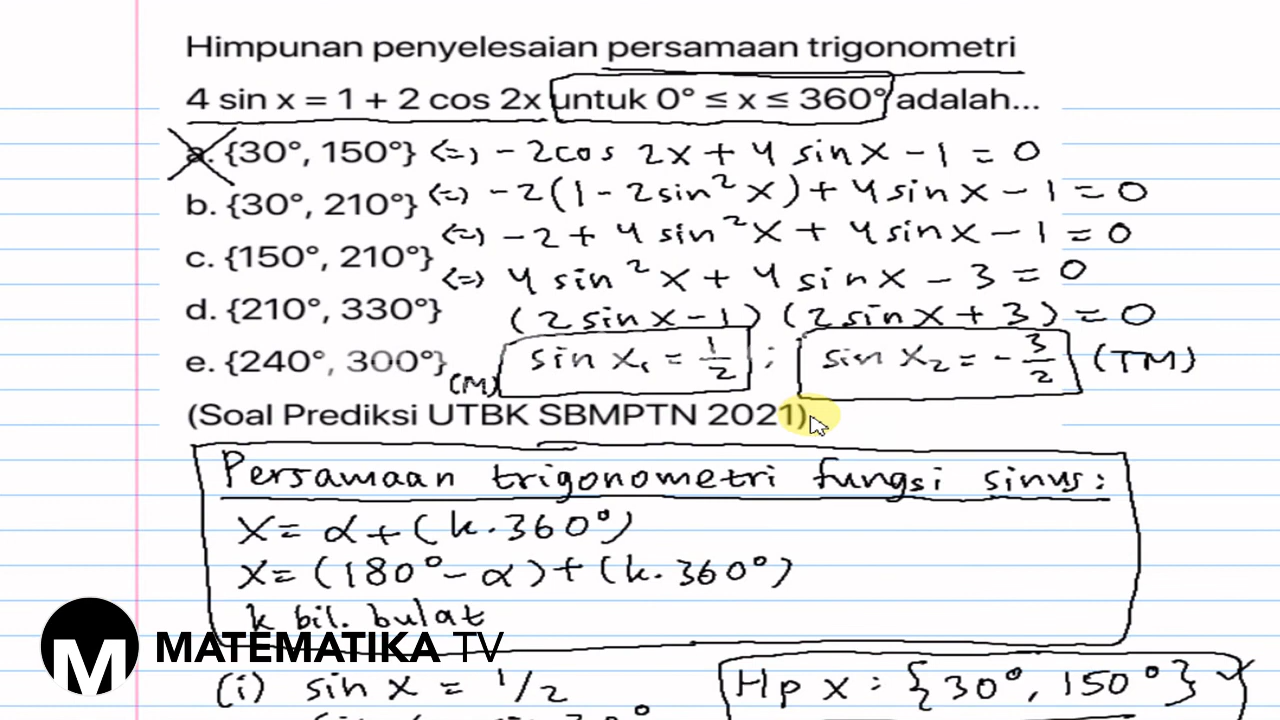 Himpunan penyelesaian persamaan trigonometri
4 sin x = 1 + 2 cos 2x untuk 0° ≤ x ≤ 360° adalah...
a. {30°, 150°} (=) -2cos 2x + 4 sin x - 1 = 0
b. {30°, 210°} (=) -2(1 - 2sin²x) + 4 sin x - 1 = 0
(=) -2 + 4 sin²x + 4 sin x - 1 = 0
c. {150°, 210°} (=) 4 sin²x + 4 sin x - 3 = 0
d. {210°, 330°} (2 sin x - 1) (2 sin x + 3) = 0
e. {240°, 300°} (M) sin x₁ = 1/2 ; sin x₂ = - 3/2 (TM)
(Soal Prediksi UTBK SBMPTN 2021)
Persamaan trigonometri fungsi sinus:
x = α + (k.360°)
x = (180° - α) + (k.360°)
k bil. bulat
M MATEMATIKA TV
(i) sin x = 1/2 Hp x : {30°, 150°}